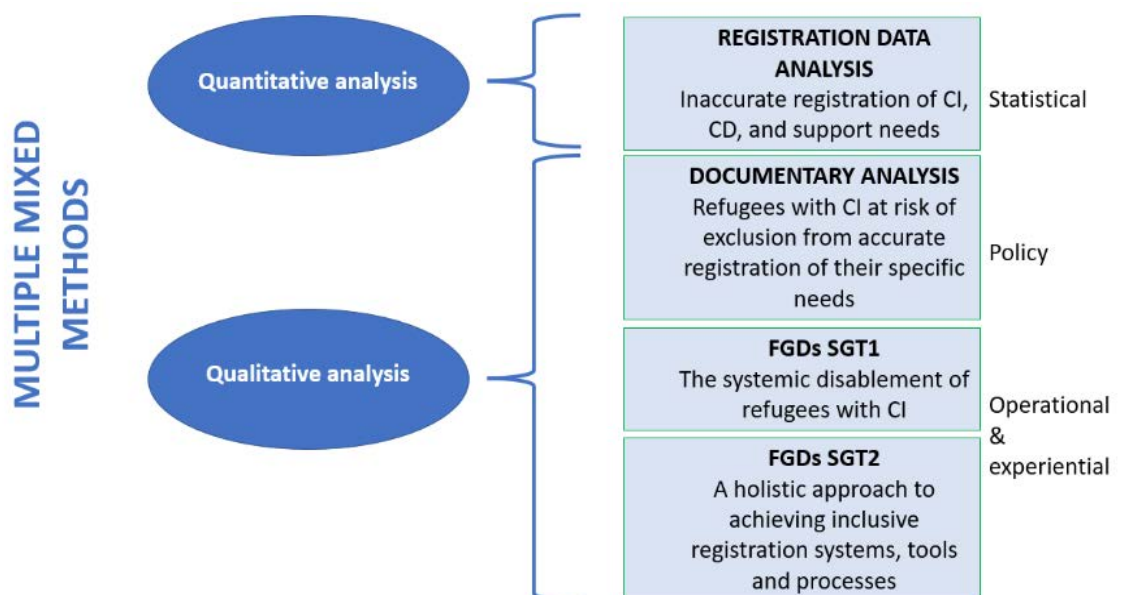 MULTIPLE MIXED
METHODS
Quantitative analysis
REGISTRATION DATA
ANALYSIS
Inaccurate registration of CI,
CD, and support needs
Statistical
DOCUMENTARY ANALYSIS
Refugees with CI at risk of
exclusion from accurate
registration of their specific
needs
Policy
Qualitative analysis
FGDs SGT1
The systemic disablement of
refugees with CI
FGDs SGT2
A holistic approach to
achieving inclusive
registration systems, tools
and processes
Operational
&
experiential